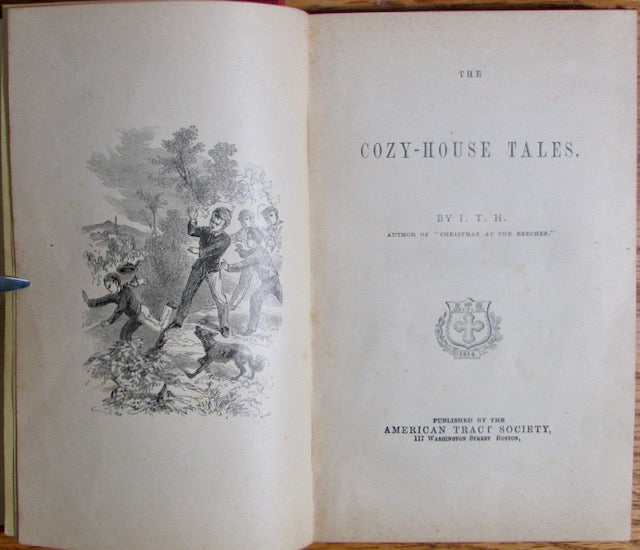 THE
COZY-HOUSE TALES.
BY I. T. H.
AUTHOR OF "CHRISTMAS AT THE BEECHES."
A T S
1814
PUBLISHED BY THE
AMERICAN TRACT SOCIETY,
117 WASHINGTON STREET BOSTON,